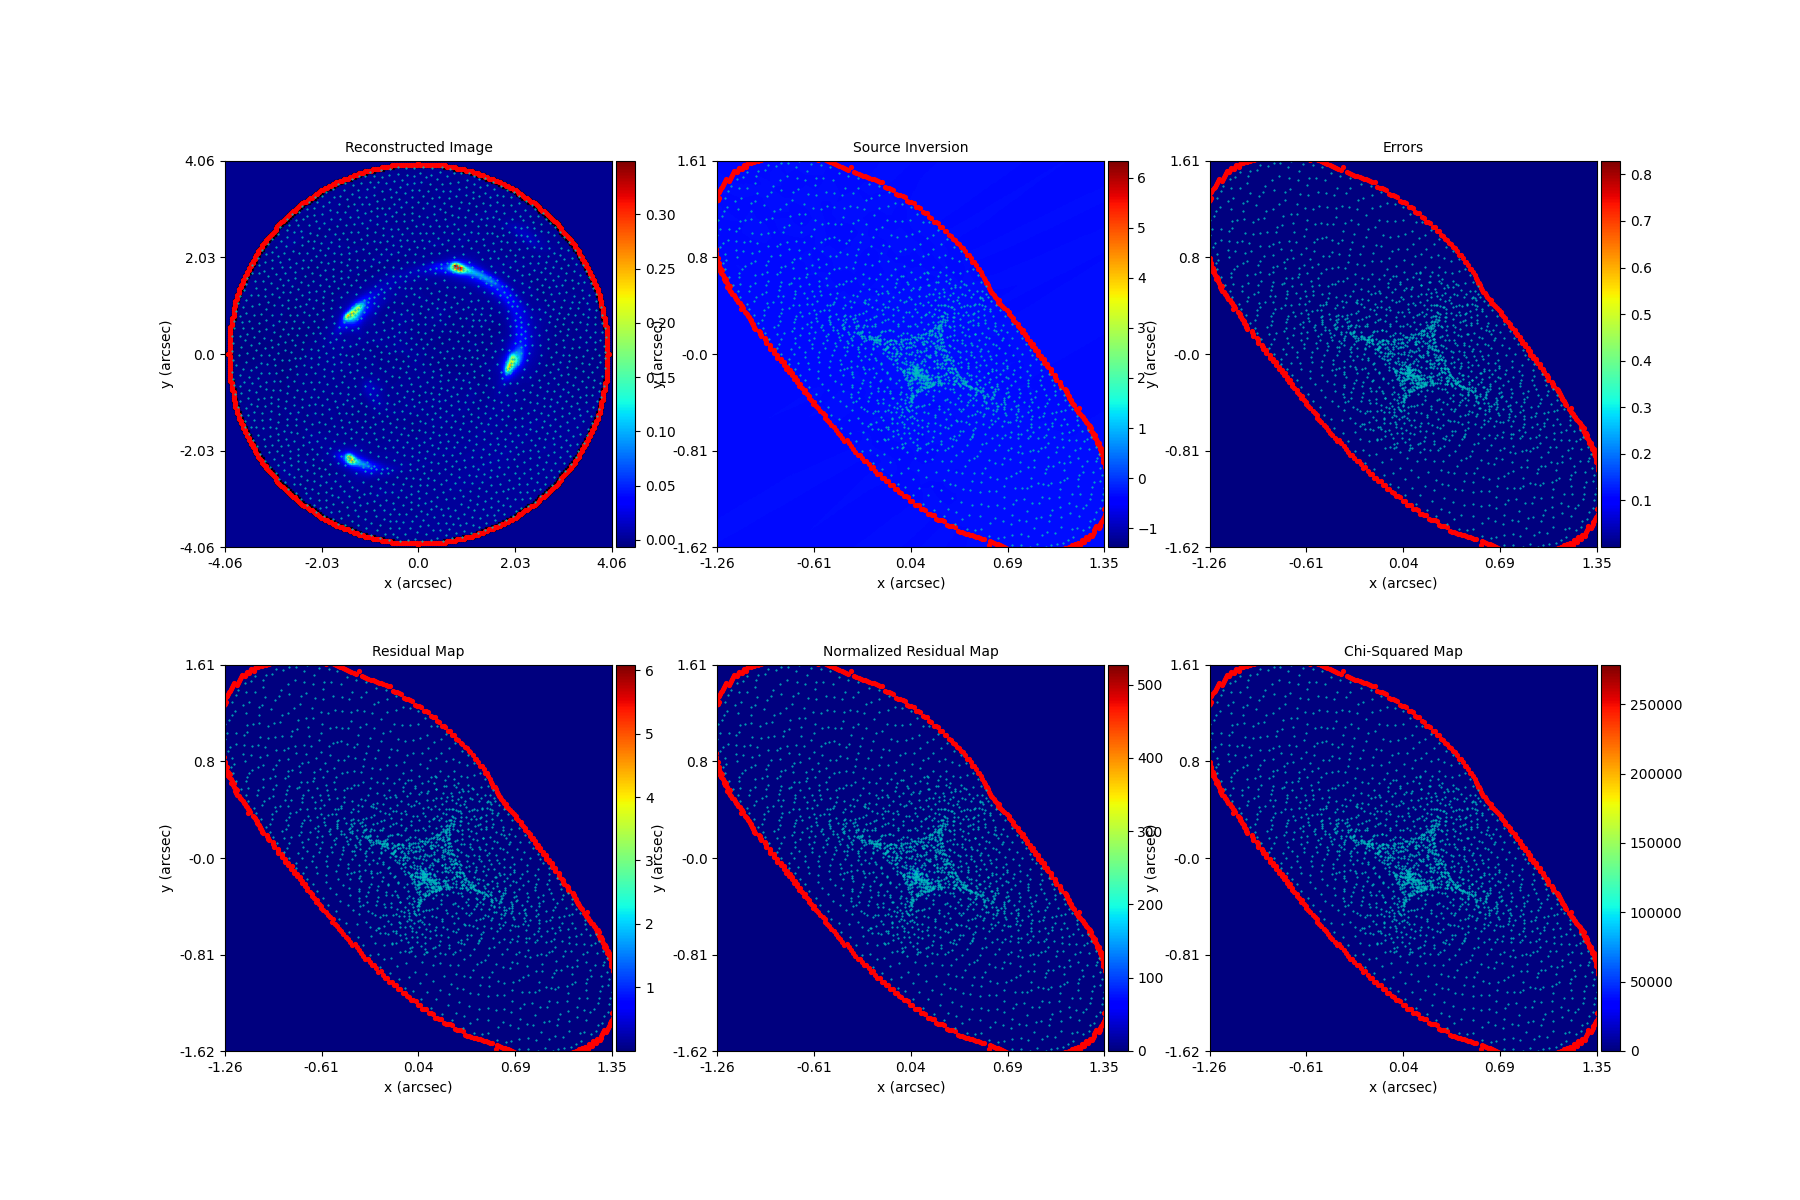 Reconstructed Image
4.06
2.03
0.0
-2.03
-4.06
-4.06 -2.03 0.0 2.03 4.06
x (arcsec)
y (arcsec)
0.30
0.25
0.20
0.15
0.10
0.05
0.00
Source Inversion
1.61
0.8
-0.0
-0.81
-1.62
-1.26 -0.61 0.04 0.69 1.35
x (arcsec)
y (arcsec)
6
5
4
3
2
1
0
−1
Errors
1.61
0.8
-0.0
-0.81
-1.62
-1.26 -0.61 0.04 0.69 1.35
x (arcsec)
y (arcsec)
0.8
0.7
0.6
0.5
0.4
0.3
0.2
0.1
Residual Map
1.61
0.8
-0.0
-0.81
-1.62
-1.26 -0.61 0.04 0.69 1.35
x (arcsec)
y (arcsec)
6
5
4
3
2
1
Normalized Residual Map
1.61
0.8
-0.0
-0.81
-1.62
-1.26 -0.61 0.04 0.69 1.35
x (arcsec)
y (arcsec)
500
400
300
200
100
0
Chi-Squared Map
1.61
0.8
-0.0
-0.81
-1.62
-1.26 -0.61 0.04 0.69 1.35
x (arcsec)
y (arcsec)
250000
200000
150000
100000
50000
0